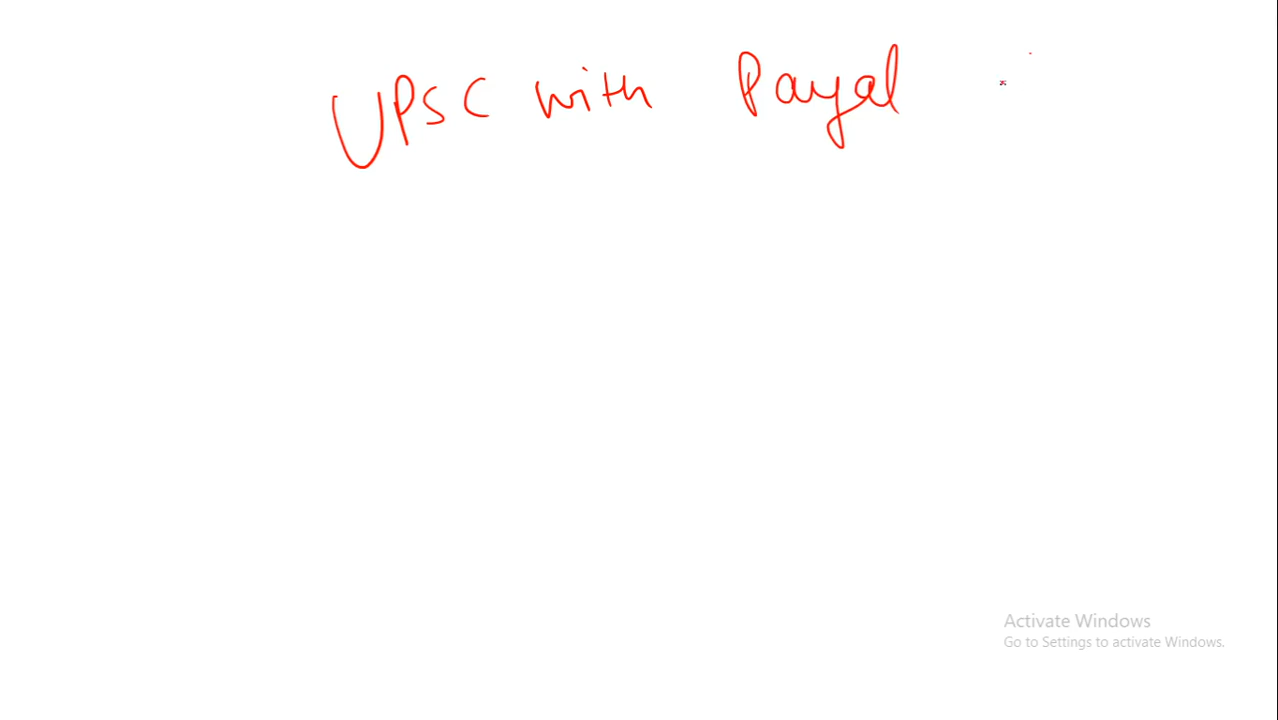 UPSC with Payal
Activate Windows
Go to Settings to activate Windows.